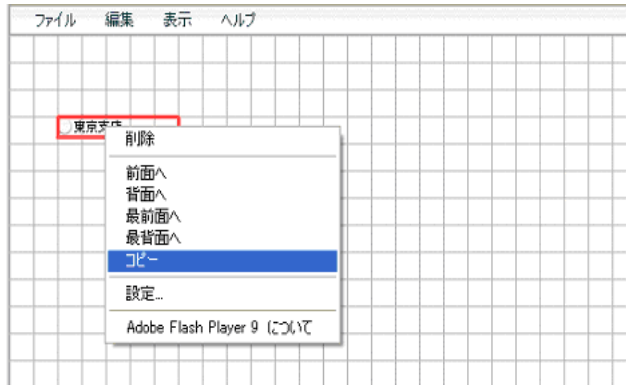 ファイル 編集 表示 ヘルプ
東京支店
削除
前面へ
背面へ
最前面へ
最背面へ
コピー
設定...
Adobe Flash Player 9 について